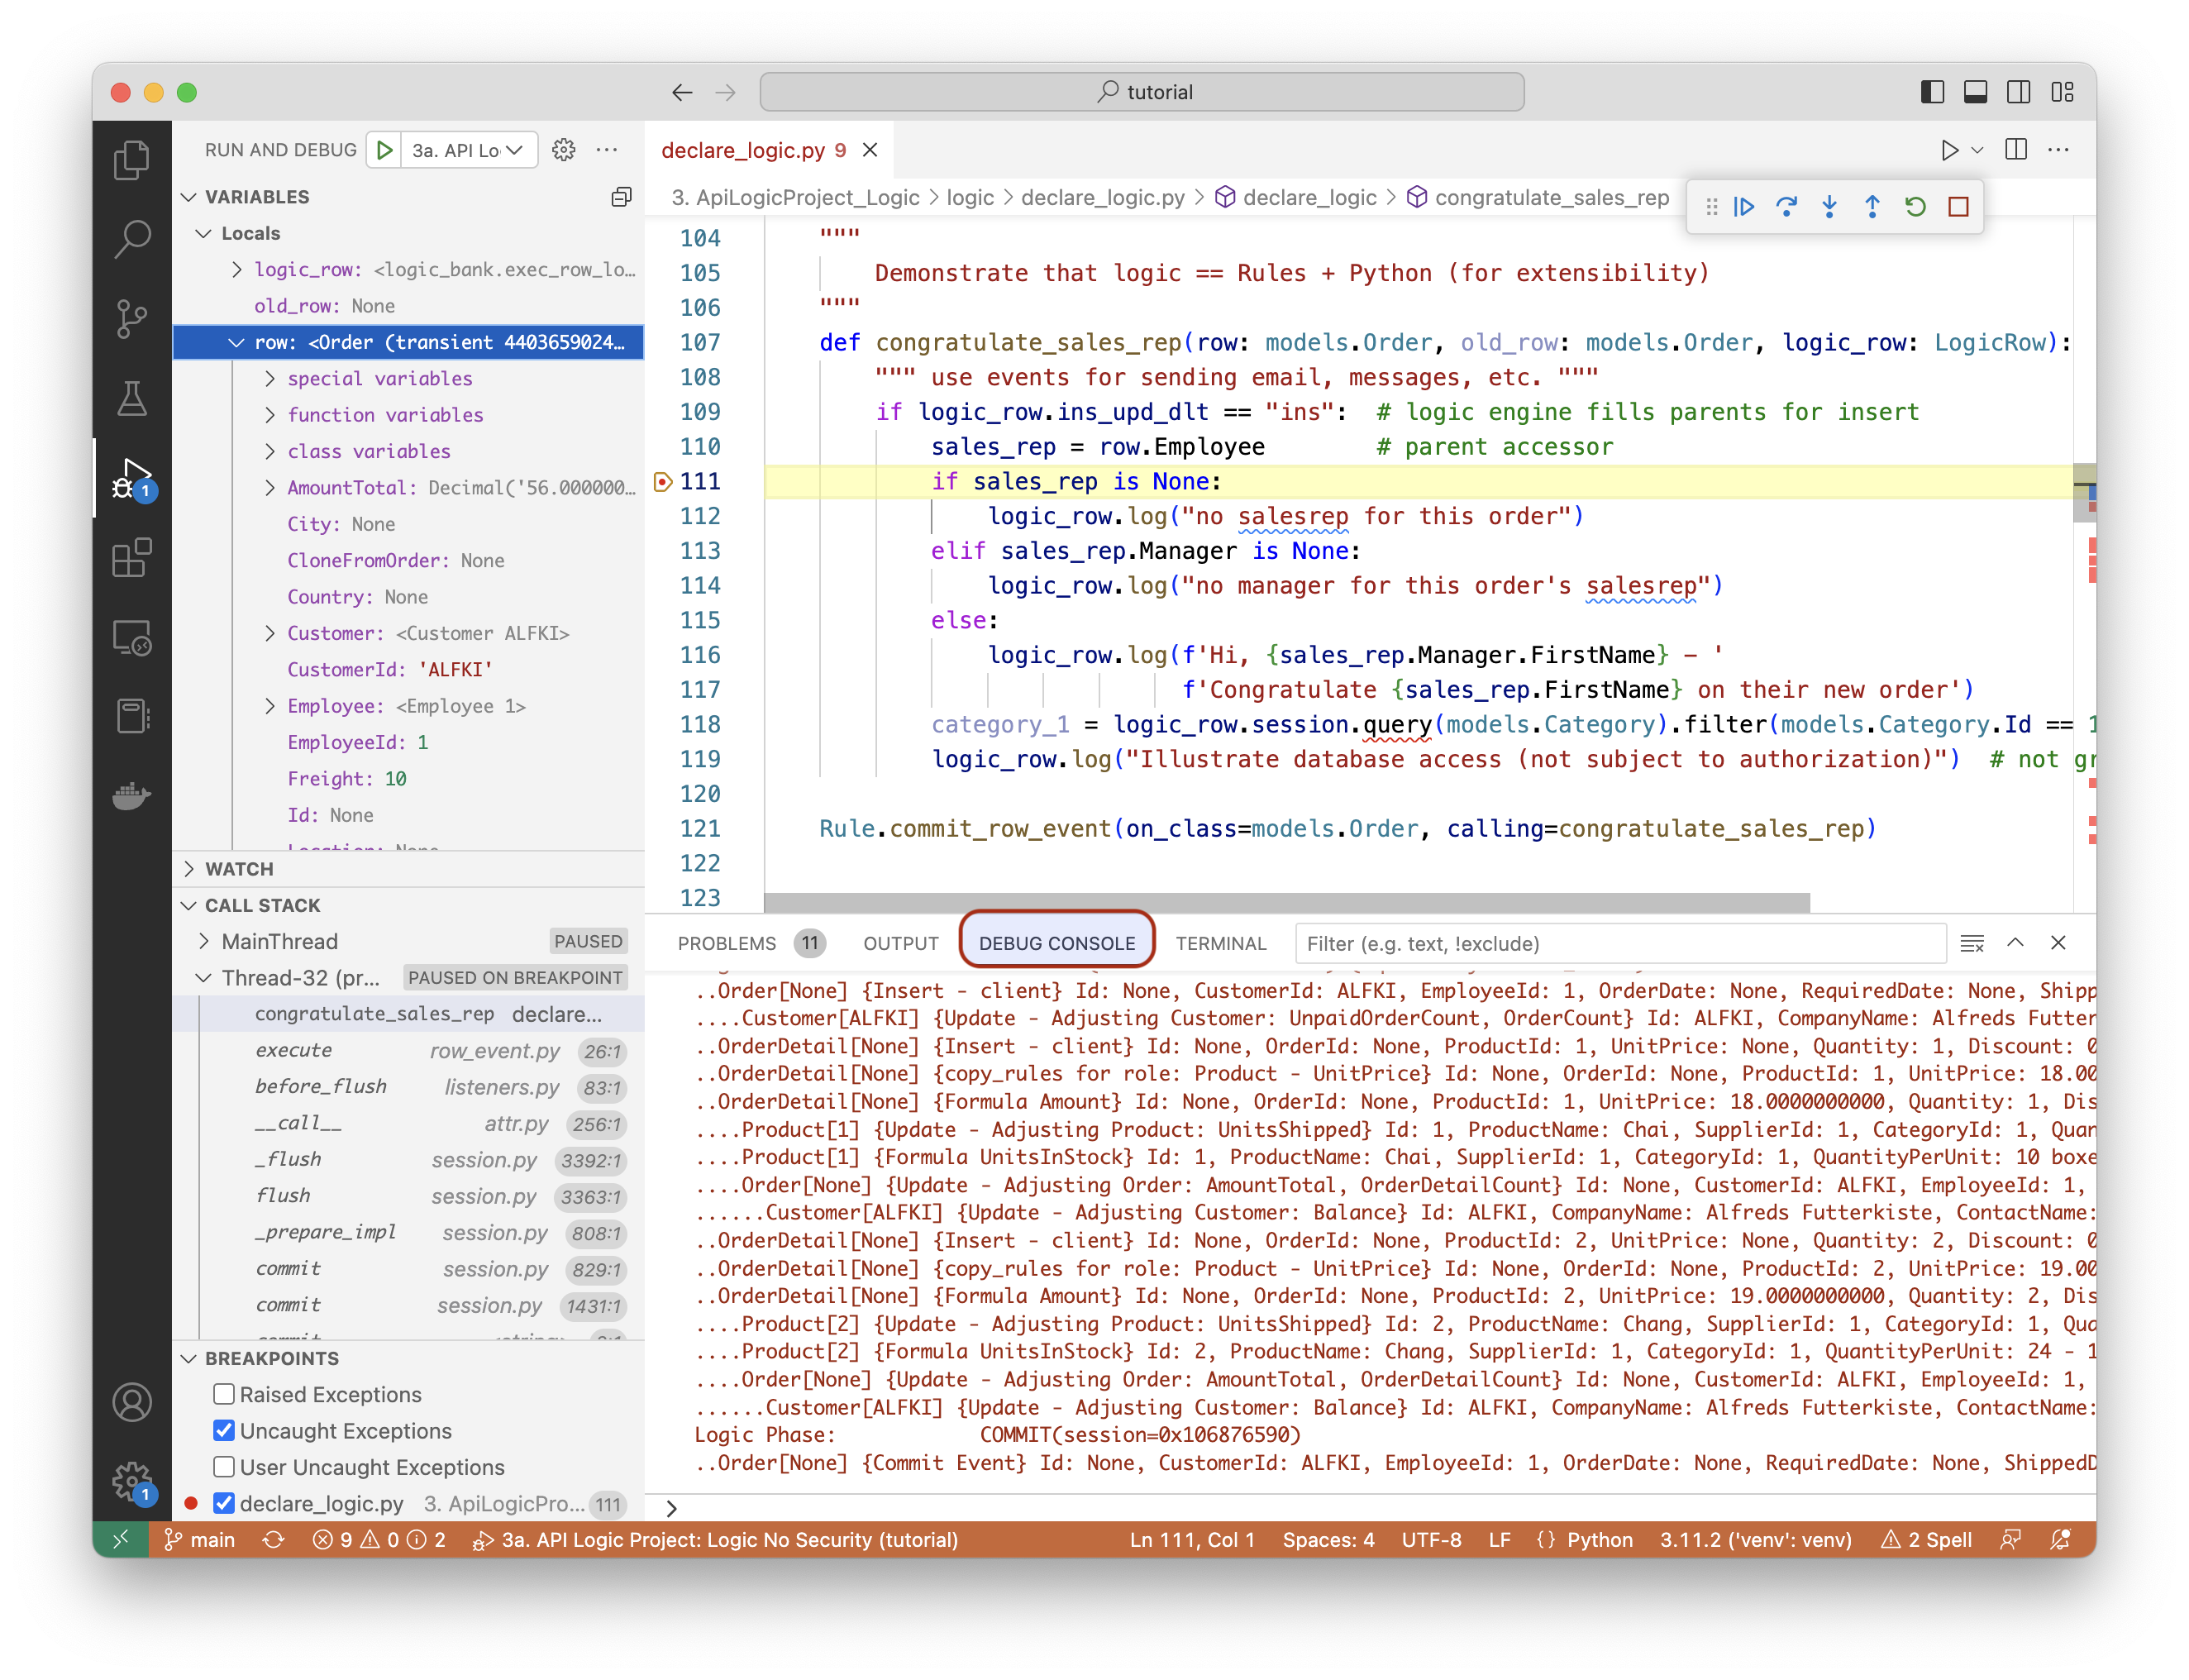 tutorial
RUN AND DEBUG
3a. API Lo
declare_logic.py 9
3. ApiLogicProject_Logic > logic > declare_logic.py > declare_logic > congratulate_sales_rep
VARIABLES
Locals
logic_row: <logic_bank.exec_row_lo…
old_row: None
row: <Order (transient 4403659024…
special variables
function variables
class variables
AmountTotal: Decimal('56.000000…
City: None
CloneFromOrder: None
Country: None
Customer: <Customer ALFKI>
CustomerId: 'ALFKI'
Employee: <Employee 1>
EmployeeId: 1
Freight: 10
Id: None
WATCH
CALL STACK
MainThread PAUSED
Thread-32 (pr... PAUSED ON BREAKPOINT
congratulate_sales_rep declare...
execute row_event.py 26:1
before_flush listeners.py 83:1
__call__ attr.py 256:1
_flush session.py 3392:1
flush session.py 3363:1
_prepare_impl session.py 808:1
commit session.py 829:1
commit session.py 1431:1
BREAKPOINTS
Raised Exceptions
Uncaught Exceptions
User Uncaught Exceptions
declare_logic.py 3. ApiLogicPro... 111
1
1
104 """
105 Demonstrate that logic == Rules + Python (for extensibility)
106 """
107 def congratulate_sales_rep(row: models.Order, old_row: models.Order, logic_row: LogicRow):
108 """ use events for sending email, messages, etc. """
109 if logic_row.ins_upd_dlt == "ins":  # logic engine fills parents for insert
110 sales_rep = row.Employee        # parent accessor
111 if sales_rep is None:
112 logic_row.log("no salesrep for this order")
113 elif sales_rep.Manager is None:
114 logic_row.log("no manager for this order's salesrep")
115 else:
116 logic_row.log(f'Hi, {sales_rep.Manager.FirstName} - '
117 f'Congratulate {sales_rep.FirstName} on their new order')
118 category_1 = logic_row.session.query(models.Category).filter(models.Category.Id == 1
119 logic_row.log("Illustrate database access (not subject to authorization)")  # not gr
120
121 Rule.commit_row_event(on_class=models.Order, calling=congratulate_sales_rep)
122
123
PROBLEMS 11 OUTPUT DEBUG CONSOLE TERMINAL Filter (e.g. text, !exclude)
..Order[None] {Insert - client} Id: None, CustomerId: ALFKI, EmployeeId: 1, OrderDate: None, RequiredDate: None, Shipp
....Customer[ALFKI] {Update - Adjusting Customer: UnpaidOrderCount, OrderCount} Id: ALFKI, CompanyName: Alfreds Futter
..OrderDetail[None] {Insert - client} Id: None, OrderId: None, ProductId: 1, UnitPrice: None, Quantity: 1, Discount: 0
..OrderDetail[None] {copy_rules for role: Product - UnitPrice} Id: None, OrderId: None, ProductId: 1, UnitPrice: 18.00
..OrderDetail[None] {Formula Amount} Id: None, OrderId: None, ProductId: 1, UnitPrice: 18.0000000000, Quantity: 1, Dis
....Product[1] {Update - Adjusting Product: UnitsShipped} Id: 1, ProductName: Chai, SupplierId: 1, CategoryId: 1, Quan
....Product[1] {Formula UnitsInStock} Id: 1, ProductName: Chai, SupplierId: 1, CategoryId: 1, QuantityPerUnit: 10 boxe
....Order[None] {Update - Adjusting Order: AmountTotal, OrderDetailCount} Id: None, CustomerId: ALFKI, EmployeeId: 1,
......Customer[ALFKI] {Update - Adjusting Customer: Balance} Id: ALFKI, CompanyName: Alfreds Futterkiste, ContactName:
..OrderDetail[None] {Insert - client} Id: None, OrderId: None, ProductId: 2, UnitPrice: None, Quantity: 2, Discount: 0
..OrderDetail[None] {copy_rules for role: Product - UnitPrice} Id: None, OrderId: None, ProductId: 2, UnitPrice: 19.00
..OrderDetail[None] {Formula Amount} Id: None, OrderId: None, ProductId: 2, UnitPrice: 19.0000000000, Quantity: 2, Dis
....Product[2] {Update - Adjusting Product: UnitsShipped} Id: 2, ProductName: Chang, SupplierId: 1, CategoryId: 1, Qua
....Product[2] {Formula UnitsInStock} Id: 2, ProductName: Chang, SupplierId: 1, CategoryId: 1, QuantityPerUnit: 24 - 1
....Order[None] {Update - Adjusting Order: AmountTotal, OrderDetailCount} Id: None, CustomerId: ALFKI, EmployeeId: 1,
......Customer[ALFKI] {Update - Adjusting Customer: Balance} Id: ALFKI, CompanyName: Alfreds Futterkiste, ContactName:
Logic Phase:            COMMIT(session=0x106876590)
..Order[None] {Commit Event} Id: None, CustomerId: ALFKI, EmployeeId: 1, OrderDate: None, RequiredDate: None, ShippedD
>
main 9 0 2 3a. API Logic Project: Logic No Security (tutorial) Ln 111, Col 1 Spaces: 4 UTF-8 LF {} Python 3.11.2 ('venv': venv) 2 Spell